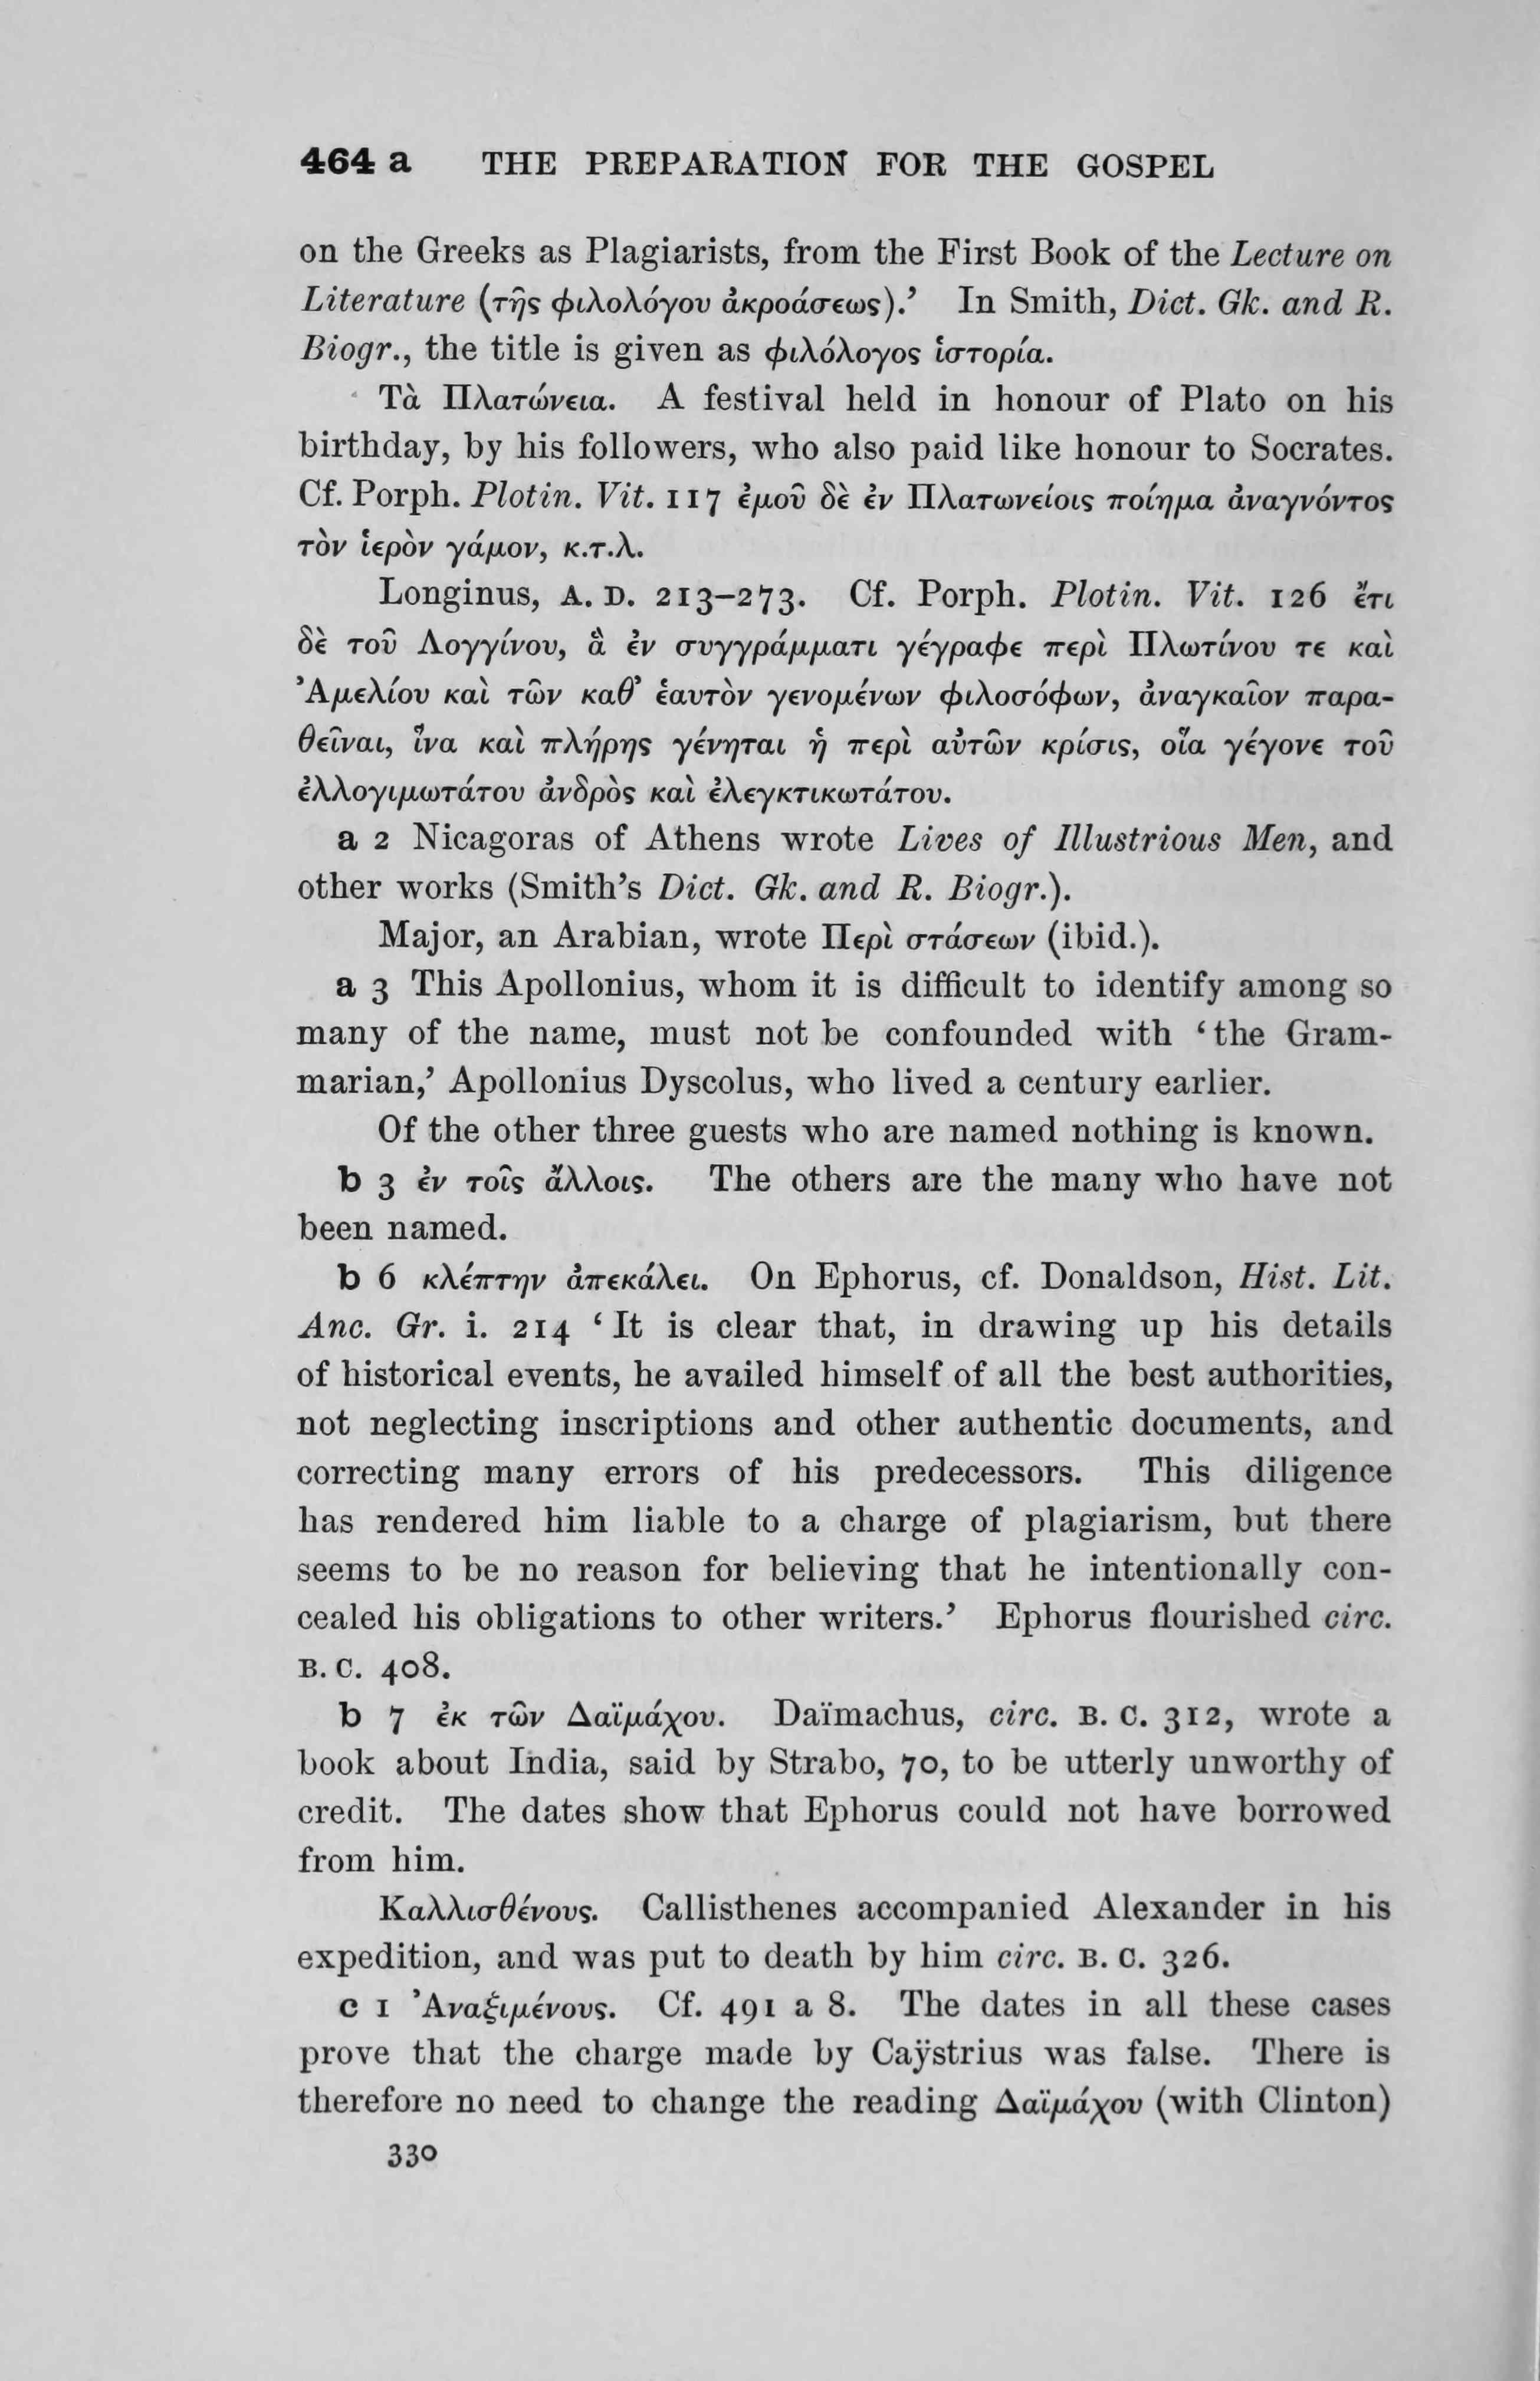 464 a THE PREPARATION FOR THE GOSPEL
on the Greeks as Plagiarists, from the First Book of the Lecture on
Literature (τῆς φιλολόγου ἀκροάσεως).’ In Smith, Dict. Gk. and R.
Biogr., the title is given as φιλόλογος ἱστορία.
Τὰ Πλατώνεια. A festival held in honour of Plato on his
birthday, by his followers, who also paid like honour to Socrates.
Cf. Porph. Plotin. Vit. 117 ἐμοῦ δὲ ἐν Πλατωνείοις ποίημα ἀναγνόντος
τὸν ἱερὸν γάμον, κ.τ.λ.
Longinus, A. D. 213–273. Cf. Porph. Plotin. Vit. 126 ἔτι
δὲ τοῦ Λογγίνου, ἃ ἐν συγγράμματι γέγραφε περὶ Πλωτίνου τε καὶ
Ἀμελίου καὶ τῶν καθ’ ἑαυτὸν γενομένων φιλοσόφων, ἀναγκαῖον παρα-
θεῖναι, ἵνα καὶ πλήρης γένηται ἡ περὶ αὐτῶν κρίσις, οἵα γέγονε τοῦ
ἐλλογιμωτάτου ἀνδρὸς καὶ ἐλεγκτικωτάτου.
a 2 Nicagoras of Athens wrote Lives of Illustrious Men, and
other works (Smith’s Dict. Gk. and R. Biogr.).
Major, an Arabian, wrote Περὶ στάσεων (ibid.).
a 3 This Apollonius, whom it is difficult to identify among so
many of the name, must not be confounded with ‘the Gram-
marian,’ Apollonius Dyscolus, who lived a century earlier.
Of the other three guests who are named nothing is known.
b 3 ἐν τοῖς ἄλλοις. The others are the many who have not
been named.
b 6 κλέπτην ἀπεκάλει. On Ephorus, cf. Donaldson, Hist. Lit.
Anc. Gr. i. 214 ‘It is clear that, in drawing up his details
of historical events, he availed himself of all the best authorities,
not neglecting inscriptions and other authentic documents, and
correcting many errors of his predecessors. This diligence
has rendered him liable to a charge of plagiarism, but there
seems to be no reason for believing that he intentionally con-
cealed his obligations to other writers.’ Ephorus flourished circ.
B. C. 408.
b 7 ἐκ τῶν Δαϊμάχου. Daïmachus, circ. B. C. 312, wrote a
book about India, said by Strabo, 70, to be utterly unworthy of
credit. The dates show that Ephorus could not have borrowed
from him.
Καλλισθένους. Callisthenes accompanied Alexander in his
expedition, and was put to death by him circ. B. C. 326.
c 1 Ἀναξιμένους. Cf. 491 a 8. The dates in all these cases
prove that the charge made by Caÿstrius was false. There is
therefore no need to change the reading Δαϊμάχου (with Clinton)
330